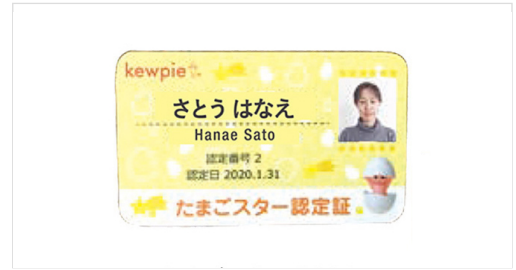 kewpie
さとう はなえ
Hanae Sato
認定番号 2
認定日 2020.1.31
たまごスター認定証